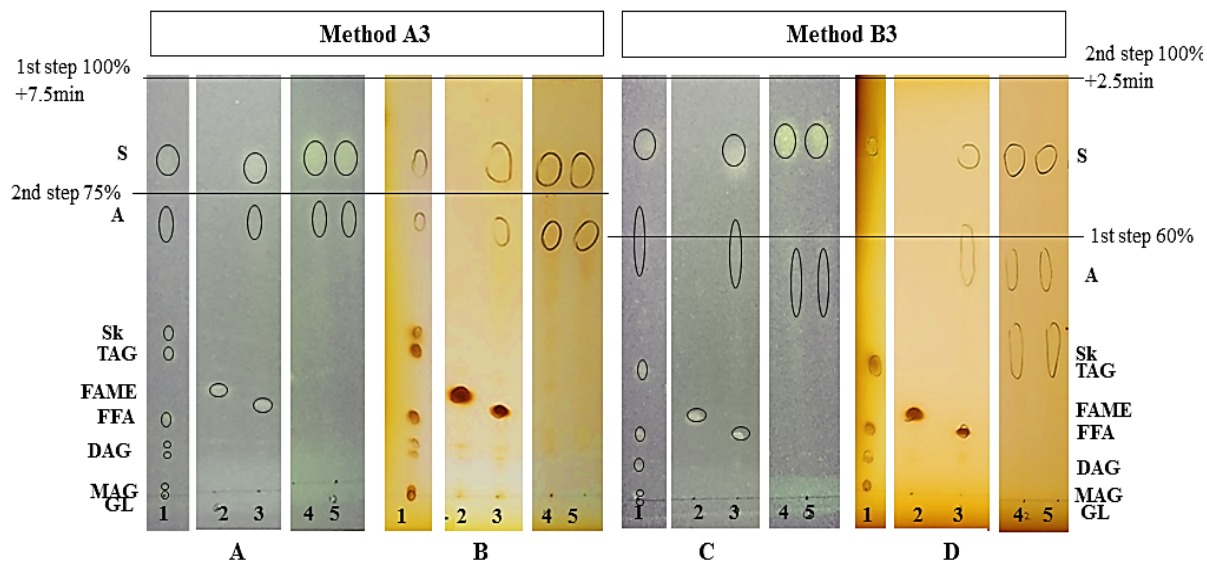 Method A3
Method B3
1st step 100%
+7.5min
2nd step 100%
+2.5min
S
S
2nd step 75%
A
1st step 60%
A
Sk
TAG
Sk
TAG
FAME
FFA
FAME
FFA
DAG
DAG
MAG
GL
MAG
GL
1 2 3 4 5 1 2 3 4 5 1 2 3 4 5 1 2 3 4 2 5
A B C D